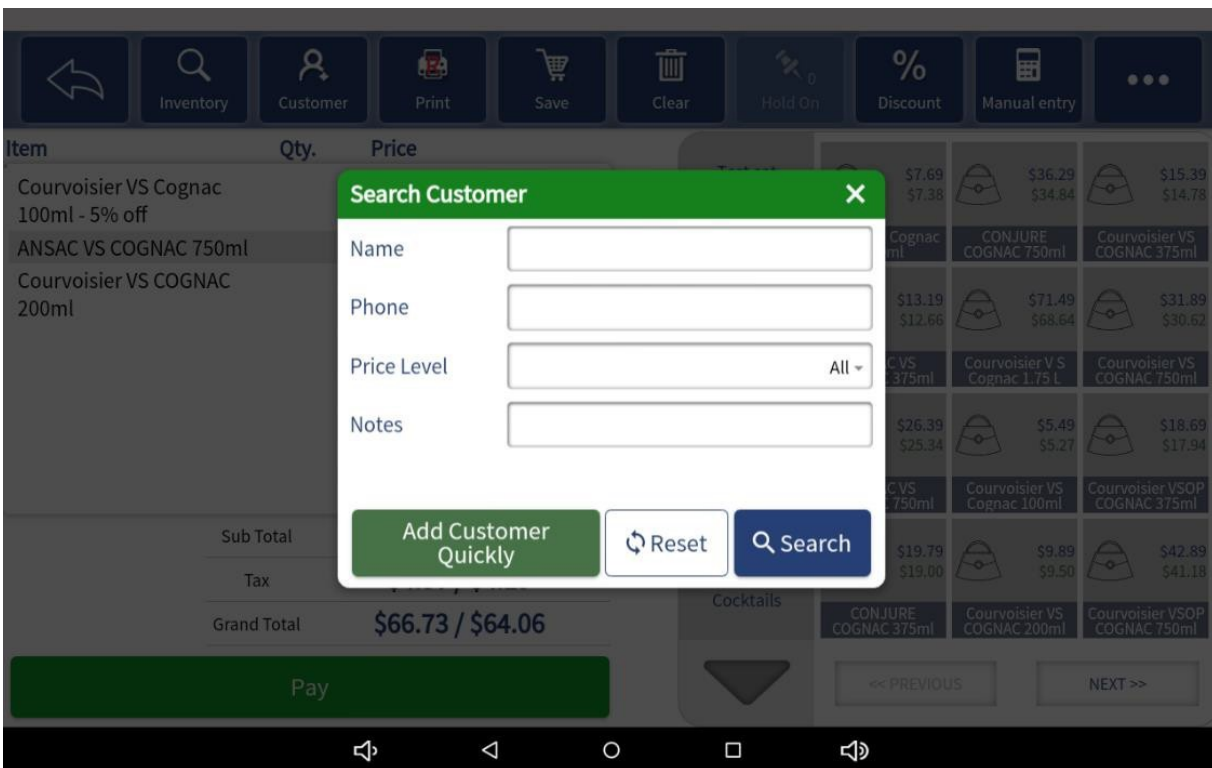 Inventory
Customer
Print
Save
Clear
0
Hold On
%
Discount
Manual entry
Item Qty. Price
Courvoisier VS Cognac
100ml - 5% off
ANSAC VS COGNAC 750ml
Courvoisier VS COGNAC
200ml
Sub Total
Tax
Grand Total $66.73 / $64.06
Pay
Search Customer
Name
Phone
Price Level All
Notes
Add Customer
Quickly
Reset
Search
Cocktails
$7.69
$7.38
Cognac
$36.29
$34.84
CONJURE
COGNAC 750ml
$15.39
$14.78
Courvoisier VS
COGNAC 375ml
$13.19
$12.66
VS
375ml
$71.49
$68.64
Courvoisier V S
Cognac 1.75 L
$31.89
$30.62
Courvoisier VS
COGNAC 750ml
$26.39
$25.34
VS
750ml
$5.49
$5.27
Courvoisier VS
Cognac 100ml
$18.69
$17.94
Courvoisier VSOP
COGNAC 375ml
$19.79
$19.00
CONJURE
COGNAC 375ml
$9.89
$9.50
Courvoisier VS
COGNAC 200ml
$42.89
$41.18
Courvoisier VSOP
COGNAC 750ml
<< PREVIOUS
NEXT >>